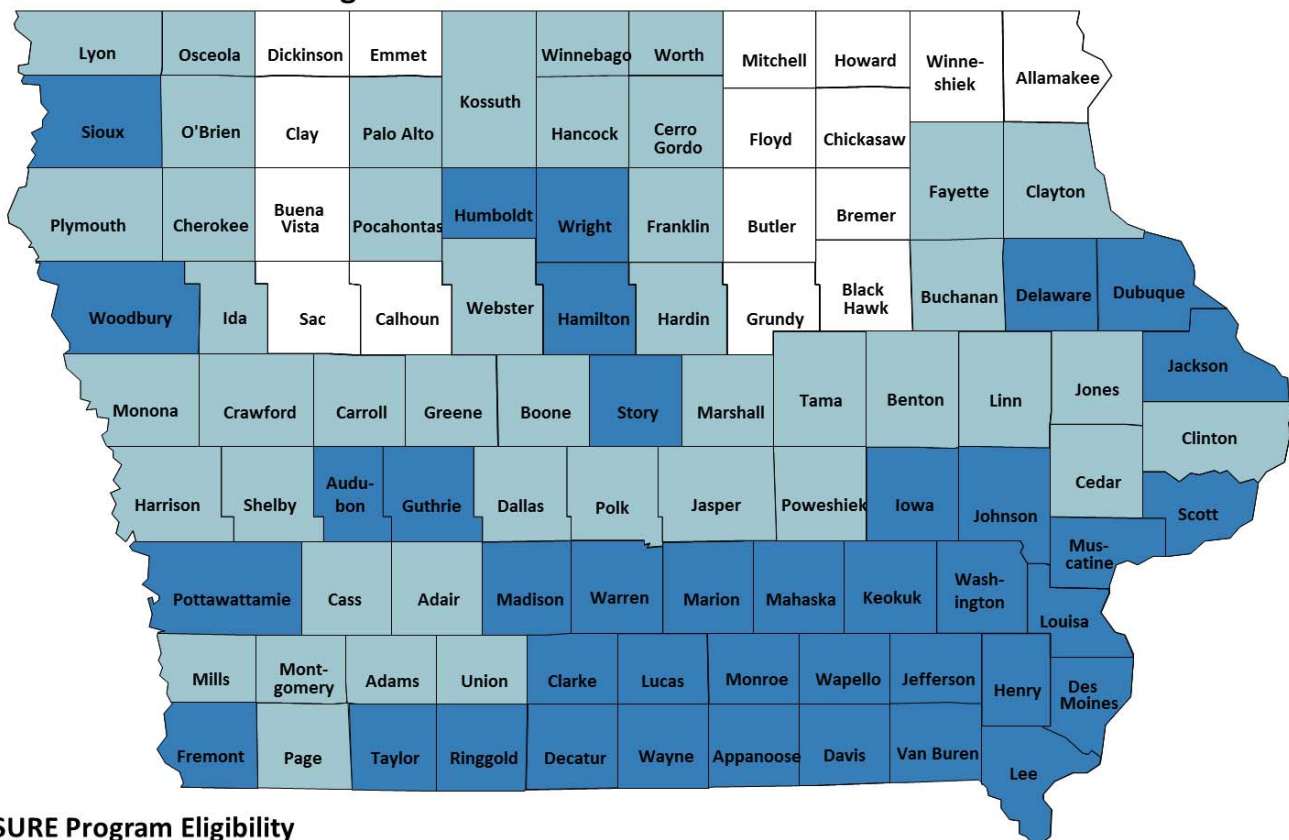 Lyon
Osceola
Dickinson
Emmet
Kossuth
Winnebago
Worth
Mitchell
Howard
Winne-
shiek
Allamakee
Sioux
O'Brien
Clay
Palo Alto
Hancock
Cerro
Gordo
Floyd
Chickasaw
Plymouth
Cherokee
Buena
Vista
Pocahontas
Humboldt
Wright
Franklin
Butler
Bremer
Fayette
Clayton
Woodbury
Ida
Sac
Calhoun
Webster
Hamilton
Hardin
Grundy
Black
Hawk
Buchanan
Delaware
Dubuque
Monona
Crawford
Carroll
Greene
Boone
Story
Marshall
Tama
Benton
Linn
Jones
Jackson
Clinton
Harrison
Shelby
Audu-
bon
Guthrie
Dallas
Polk
Jasper
Poweshiek
Iowa
Johnson
Cedar
Scott
Mus-
catine
Pottawattamie
Cass
Adair
Madison
Warren
Marion
Mahaska
Keokuk
Wash-
ington
Louisa
Mills
Mont-
gomery
Adams
Union
Clarke
Lucas
Monroe
Wapello
Jefferson
Henry
Des
Moines
Fremont
Page
Taylor
Ringgold
Decatur
Wayne
Appanoose
Davis
Van Buren
Lee
SURE Program Eligibility